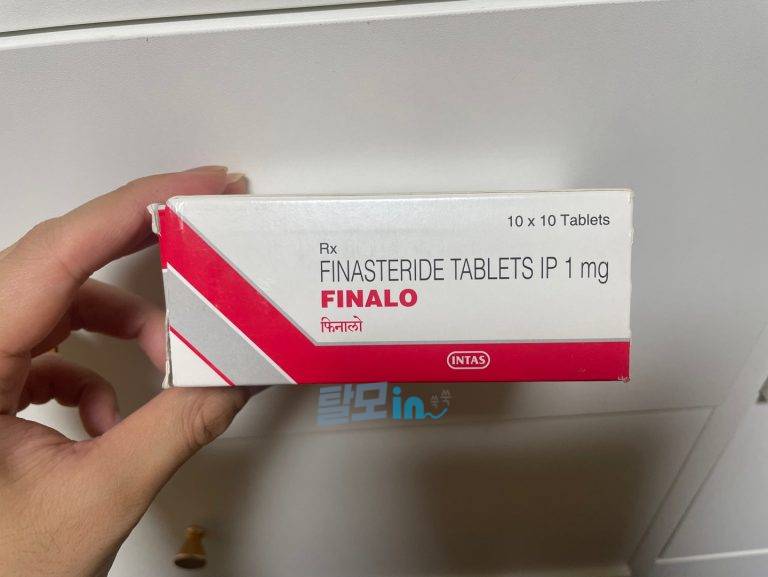 10 x 10 Tablets
Rx
FINASTERIDE TABLETS IP 1 mg
FINALO
फिनालो
INTAS
탈모in